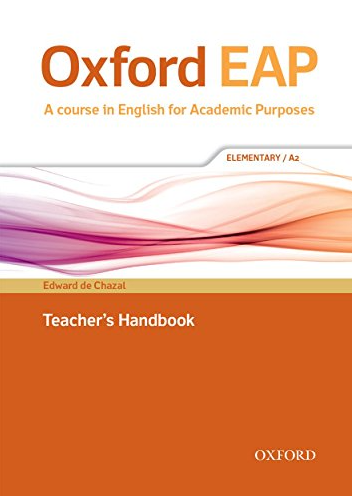 Oxford EAP
A course in English for Academic Purposes
ELEMENTARY / A2
Edward de Chazal
Teacher's Handbook
OXFORD